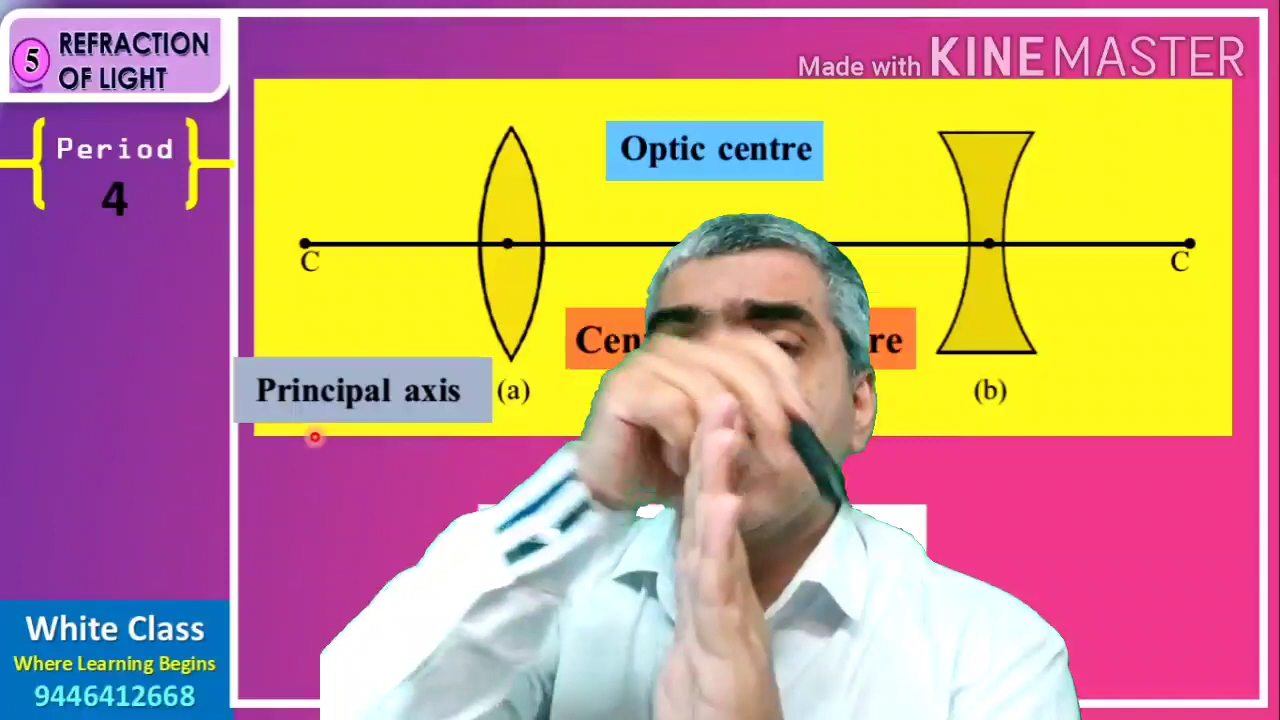 5
REFRACTION
OF LIGHT
Period
4
Made with KINEMASTER
Optic centre
C
C
Principal axis
(a)
(b)
White Class
Where Learning Begins
9446412668